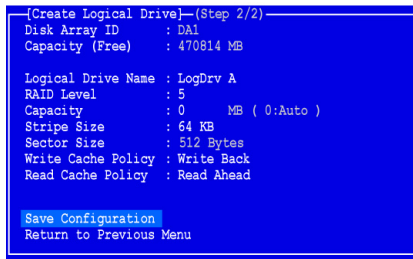 [Create Logical Drive]—(Step 2/2)
Disk Array ID : DA1
Capacity (Free) : 470814 MB
Logical Drive Name : LogDrv A
RAID Level : 5
Capacity : 0 MB ( 0:Auto )
Stripe Size : 64 KB
Sector Size : 512 Bytes
Write Cache Policy : Write Back
Read Cache Policy : Read Ahead
Save Configuration
Return to Previous Menu